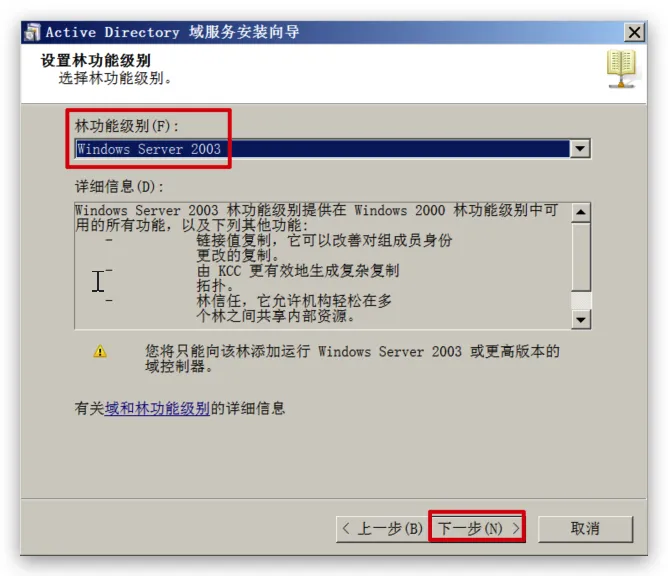 Active Directory 域服务安装向导
设置林功能级别
选择林功能级别。
林功能级别(F):
Windows Server 2003
详细信息(D):
Windows Server 2003 林功能级别提供在 Windows 2000 林功能级别中可
用的所有功能，以及下列其他功能:
- 链接值复制，它可以改善对组成员身份
更改的复制。
- 由 KCC 更有效地生成复杂复制
拓扑。
- 林信任，它允许机构轻松在多
个林之间共享内部资源。
您将只能向该林添加运行 Windows Server 2003 或更高版本的
域控制器。
有关域和林功能级别的详细信息
< 上一步(B) 下一步(N) > 取消